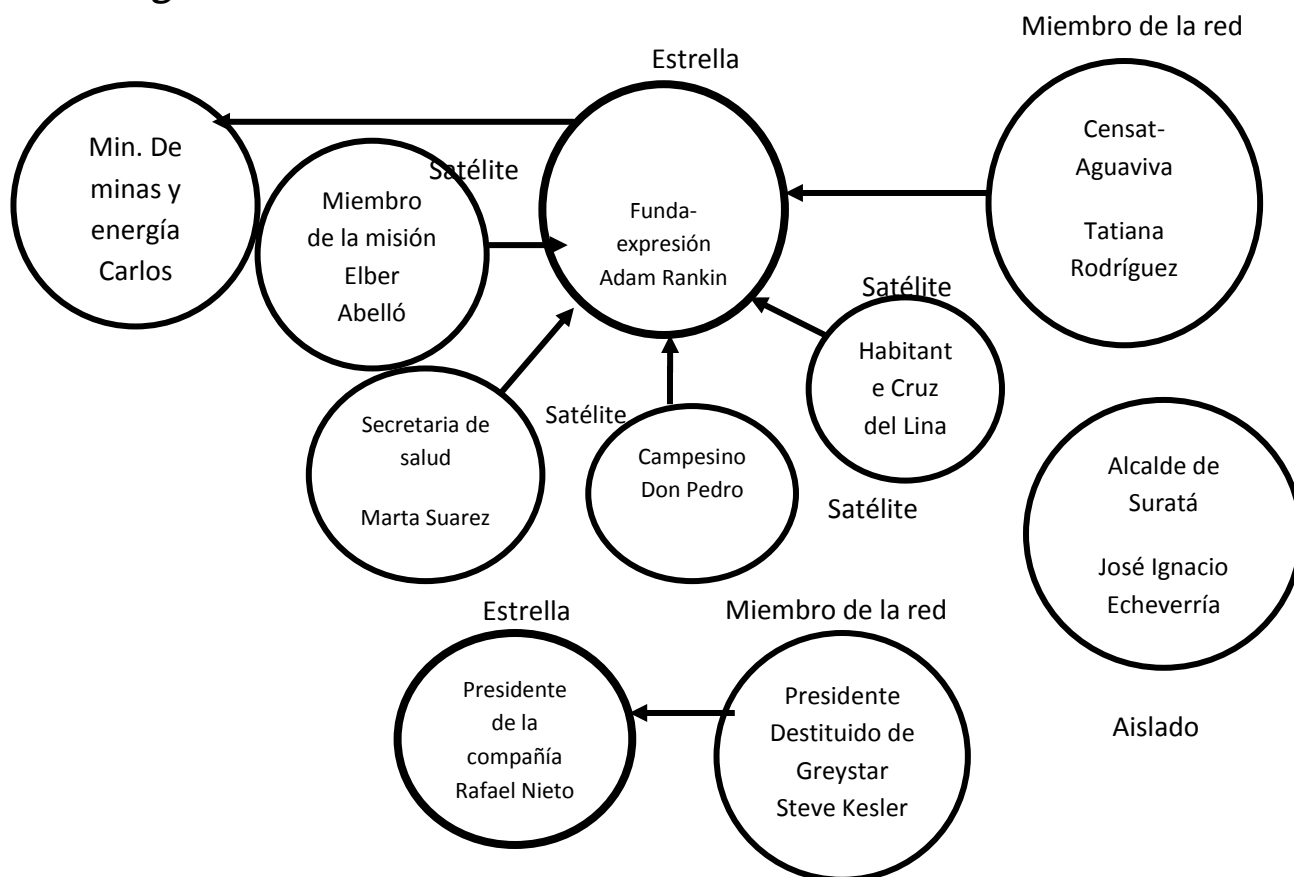 Miembro de la red
Estrella
Min. De
minas y
energía
Carlos
Satélite
Miembro
de la misión
Elber
Abelló
Funda-
expresión
Adam Rankin
Censat-
Aguaviva
Tatiana
Rodríguez
Satélite
Habitant
e Cruz
del Lina
Secretaria de
salud
Marta Suarez
Satélite
Campesino
Don Pedro
Satélite
Alcalde de
Suratá
José Ignacio
Echeverría
Aislado
Estrella
Presidente
de la
compañía
Rafael Nieto
Miembro de la red
Presidente
Destituido de
Greystar
Steve Kesler